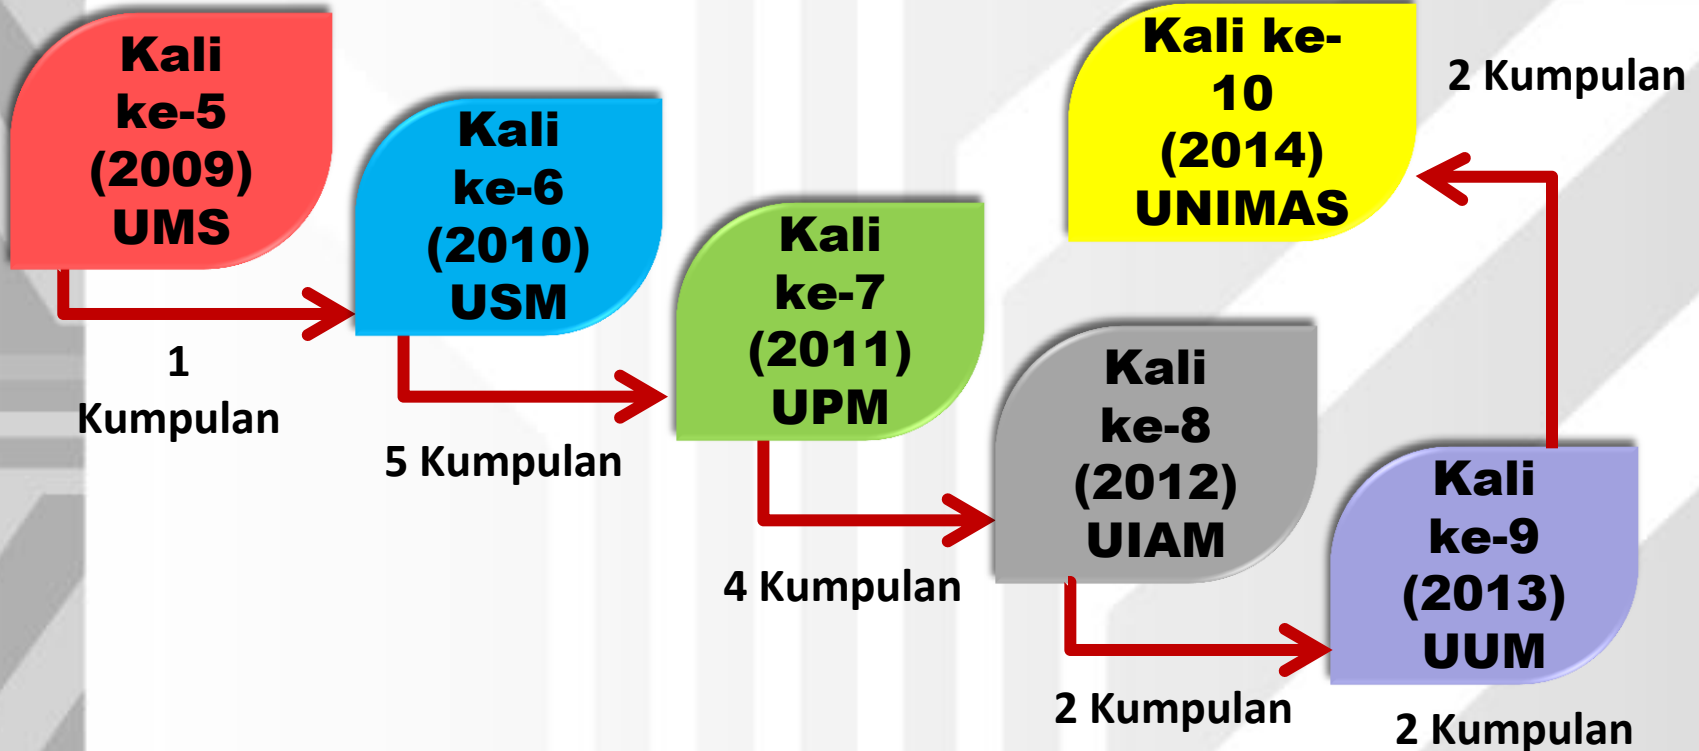 Kali
ke-5
(2009)
UMS
1
Kumpulan
Kali
ke-6
(2010)
USM
5 Kumpulan
Kali
ke-7
(2011)
UPM
4 Kumpulan
Kali
ke-8
(2012)
UIAM
2 Kumpulan
Kali
ke-9
(2013)
UUM
2 Kumpulan
Kali ke-
10
(2014)
UNIMAS
2 Kumpulan